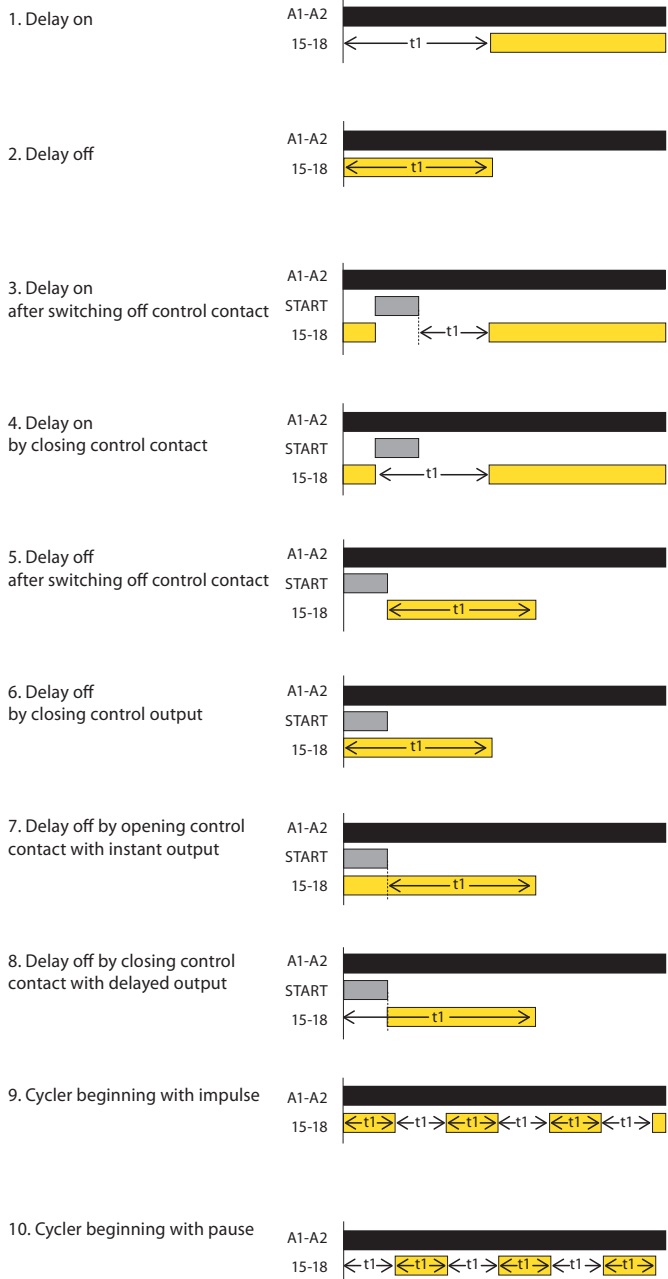 1. Delay on
A1-A2
15-18
t1
2. Delay off
A1-A2
15-18
t1
3. Delay on
after switching off control contact
A1-A2
START
15-18
t1
4. Delay on
by closing control contact
A1-A2
START
15-18
t1
5. Delay off
after switching off control contact
A1-A2
START
15-18
t1
6. Delay off
by closing control output
A1-A2
START
15-18
t1
7. Delay off by opening control
contact with instant output
A1-A2
START
15-18
t1
8. Delay off by closing control
contact with delayed output
A1-A2
START
15-18
t1
9. Cycler beginning with impulse
A1-A2
15-18
t1 t1 t1 t1 t1 t1
10. Cycler beginning with pause
A1-A2
15-18
t1 t1 t1 t1 t1 t1